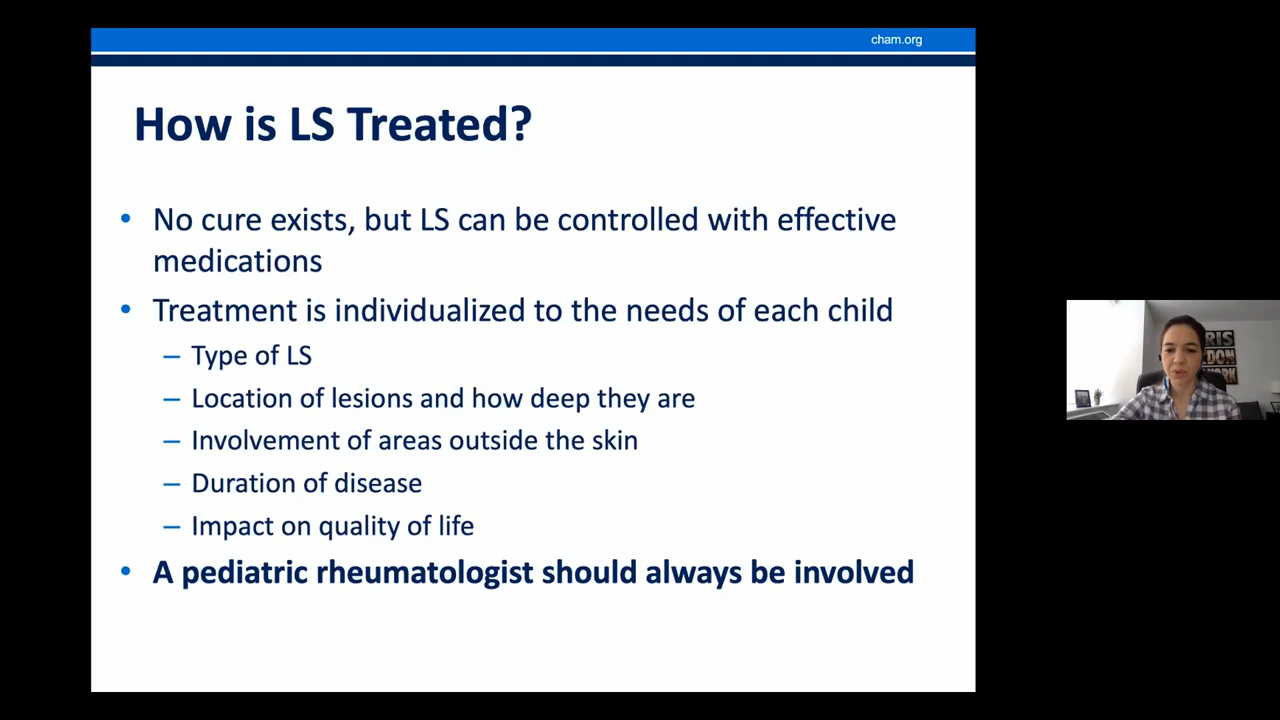 cham.org
How is LS Treated?
• No cure exists, but LS can be controlled with effective
medications
• Treatment is individualized to the needs of each child
– Type of LS
– Location of lesions and how deep they are
– Involvement of areas outside the skin
– Duration of disease
– Impact on quality of life
• A pediatric rheumatologist should always be involved